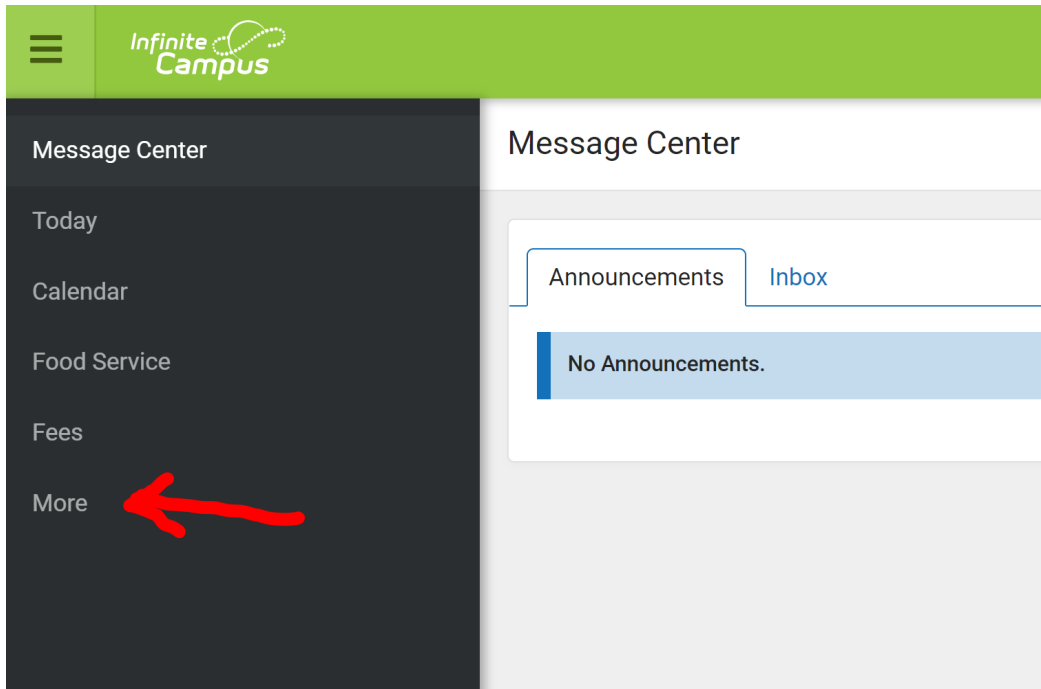 Infinite
Campus
Message Center
Today
Calendar
Food Service
Fees
More
Message Center
Announcements Inbox
No Announcements.